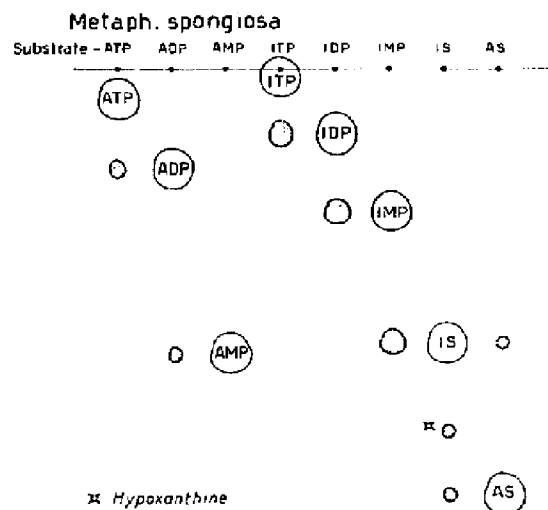 Metaph. spongiosa
Substrate - ATP ADP AMP ITP IDP IMP IS AS
ITP
ATP
IDP
ADP
IMP
AMP IS
¤
¤ Hypoxanthine AS